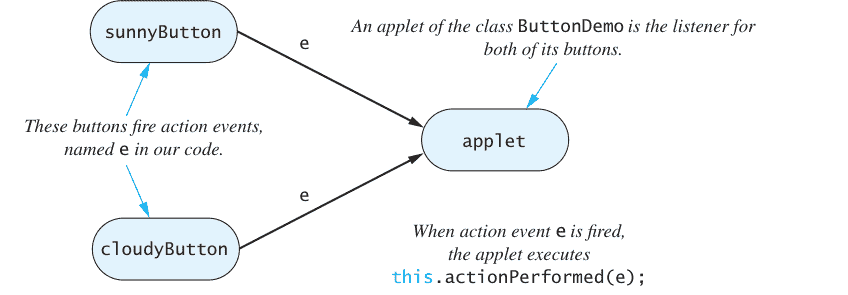 sunnyButton
e
An applet of the class ButtonDemo is the listener for
both of its buttons.
These buttons fire action events,
named e in our code.
applet
e
cloudyButton
When action event e is fired,
the applet executes
this.actionPerformed(e);